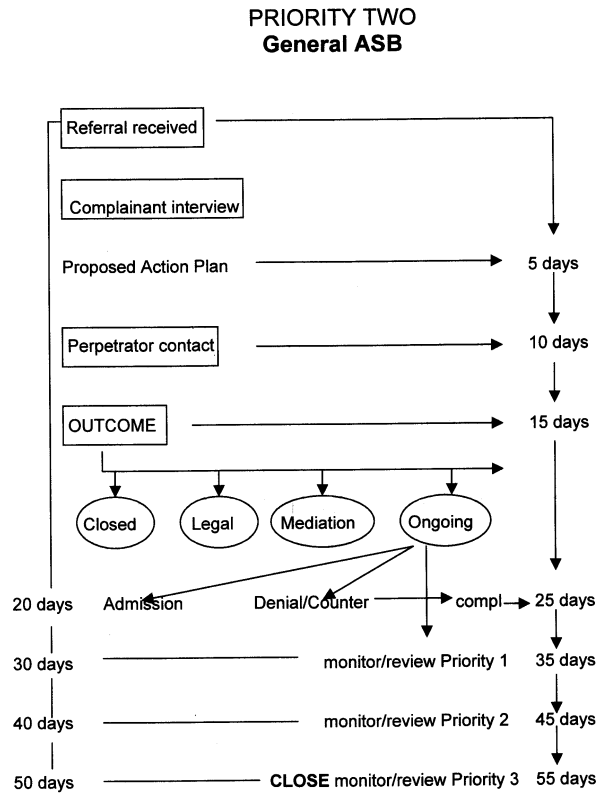 PRIORITY TWO
General ASB
Referral received
Complainant interview
Proposed Action Plan 5 days
Perpetrator contact 10 days
OUTCOME 15 days
Closed Legal Mediation Ongoing
20 days Admission Denial/Counter compl 25 days
30 days monitor/review Priority 1 35 days
40 days monitor/review Priority 2 45 days
50 days CLOSE monitor/review Priority 3 55 days